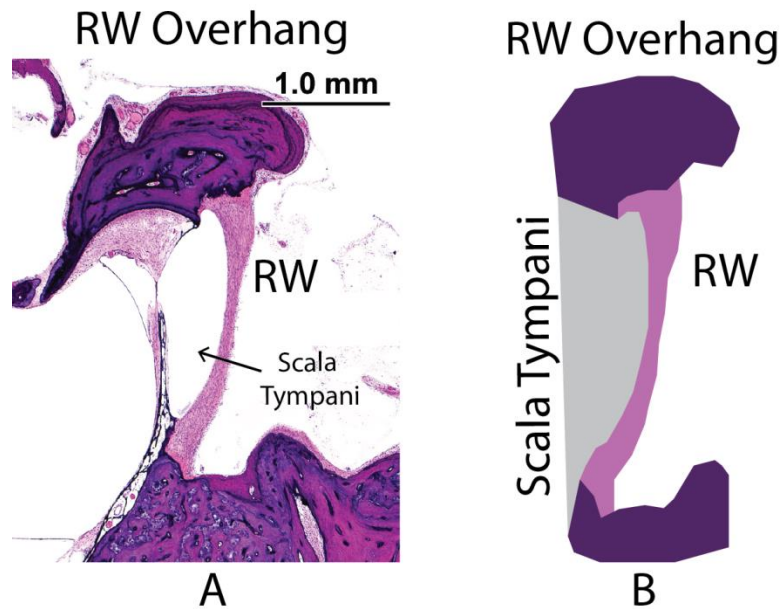 RW Overhang
1.0 mm
RW
Scala
Tympani
A
RW Overhang
Scala Tympani
RW
B